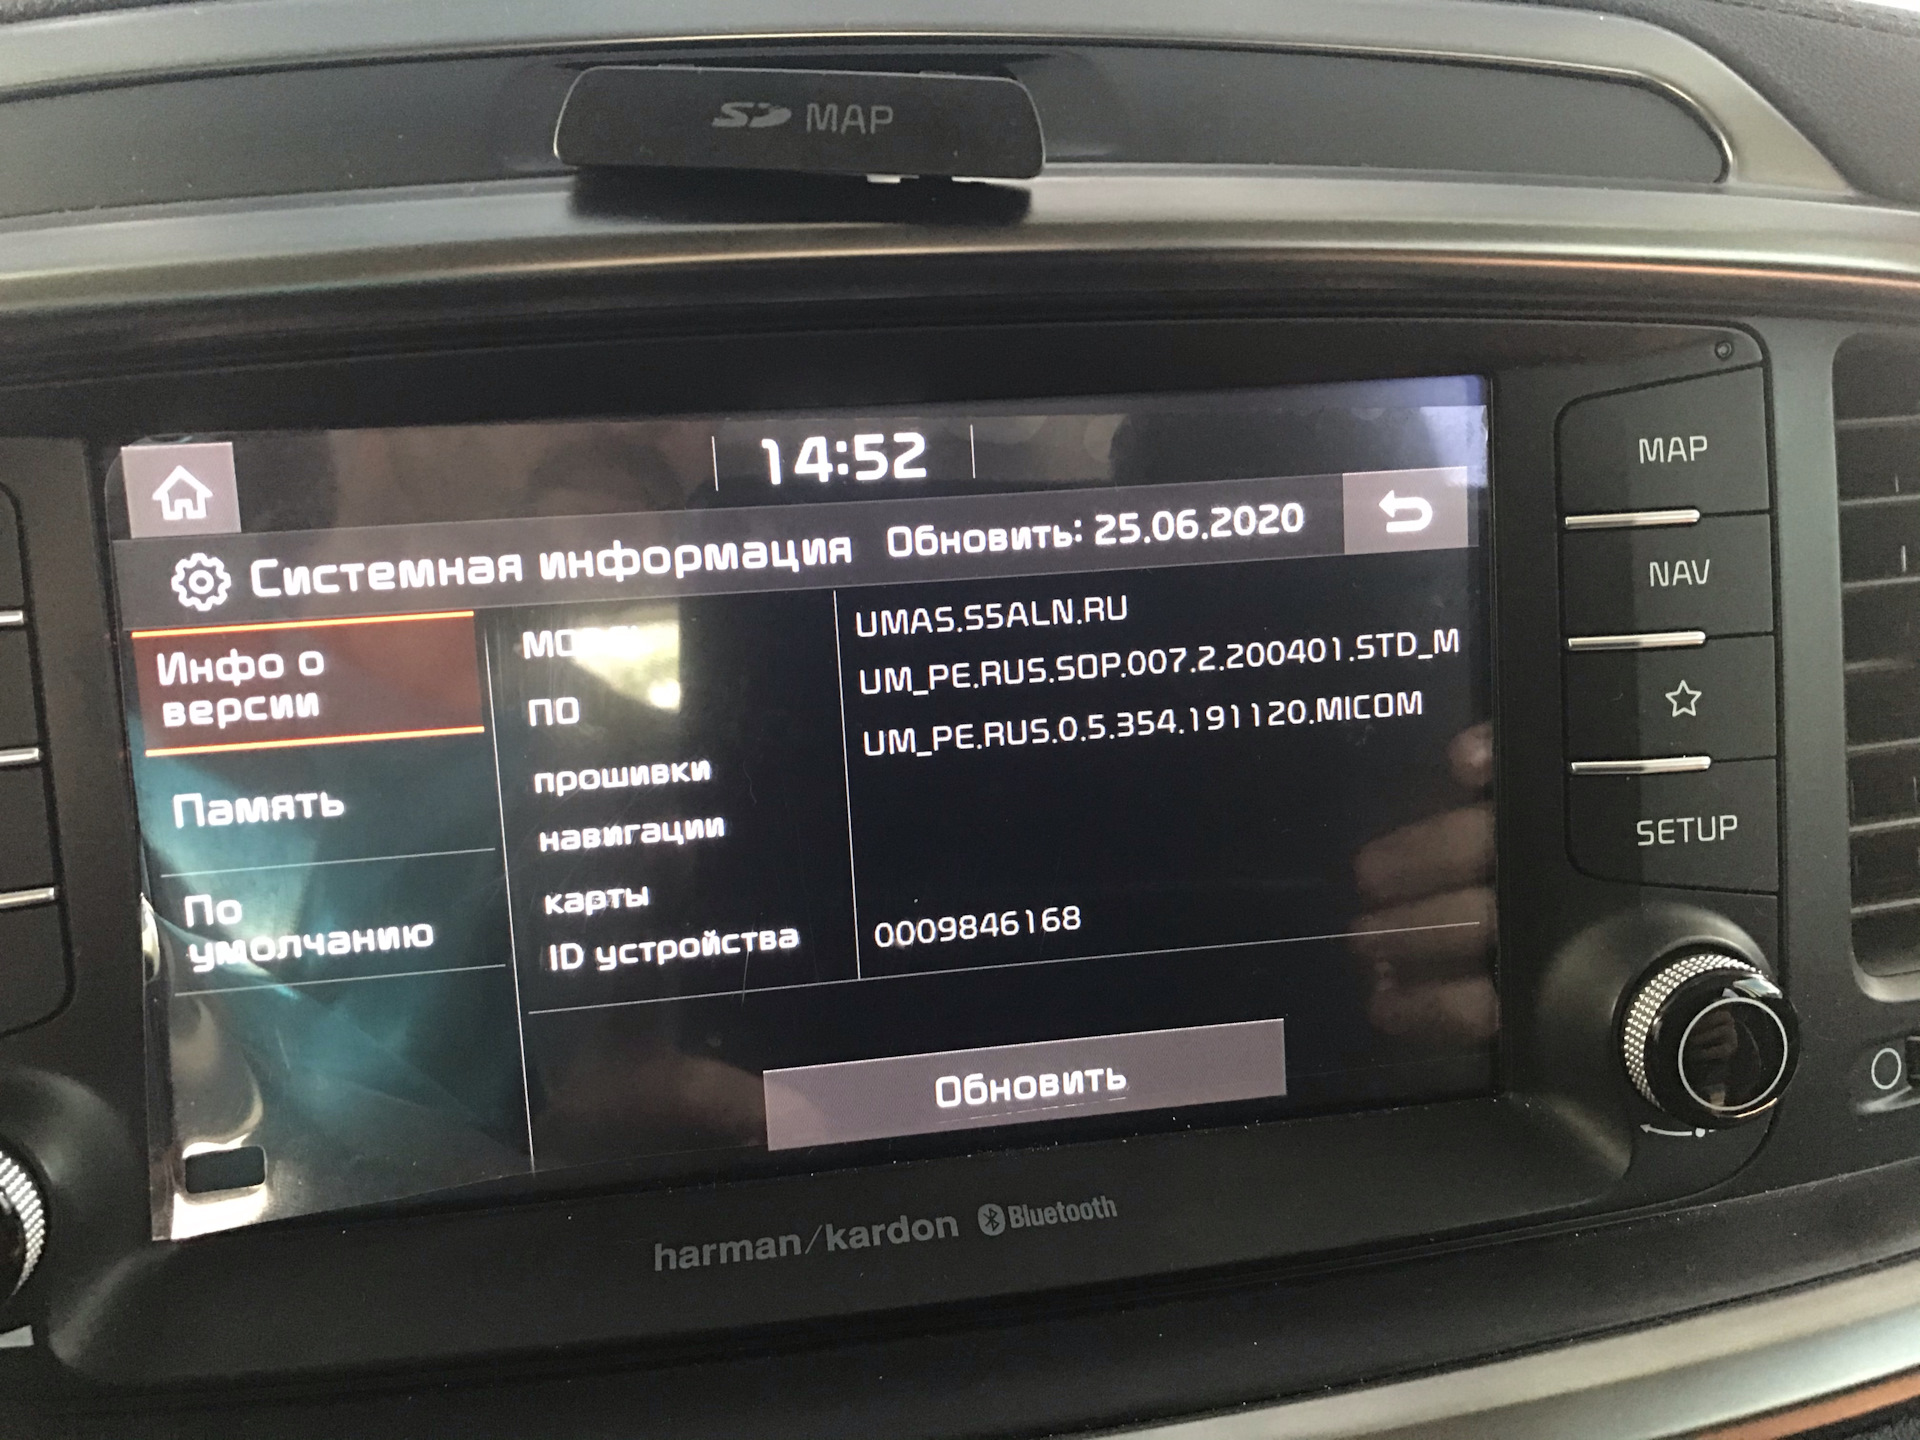 SD MAP
14:52
Системная информация Обновить: 25.06.2020
Инфо о
версии
Память
По
умолчанию
UMA5.S5ALN.RU
ПО UM_PE.RUS.SOP.007.2.200401.STD_M
прошивки UM_PE.RUS.0.5.354.191120.MICOM
навигации
карты
ID устройства 0009846168
Обновить
MAP
NAV
SETUP
harman/kardon Bluetooth